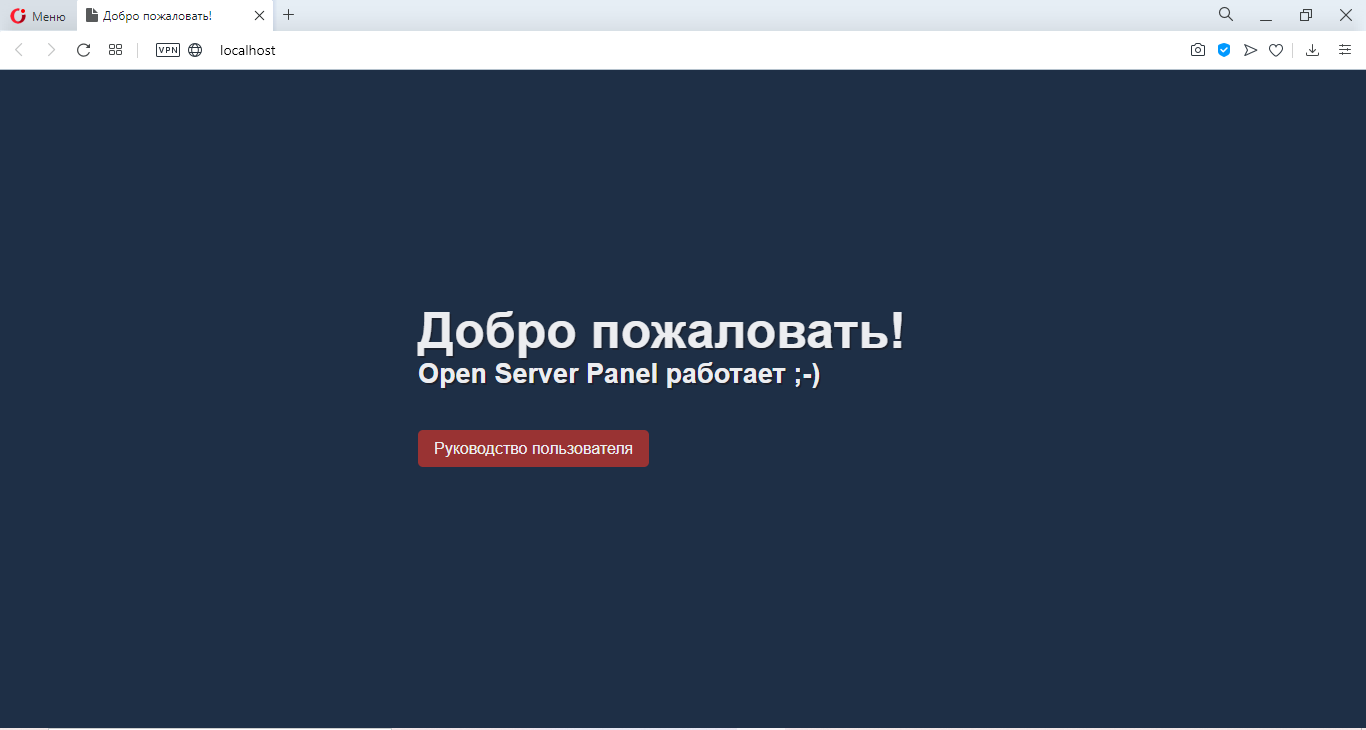 Меню
Добро пожаловать!
VPN
localhost
Добро пожаловать!
Open Server Panel работает ;-)
Руководство пользователя